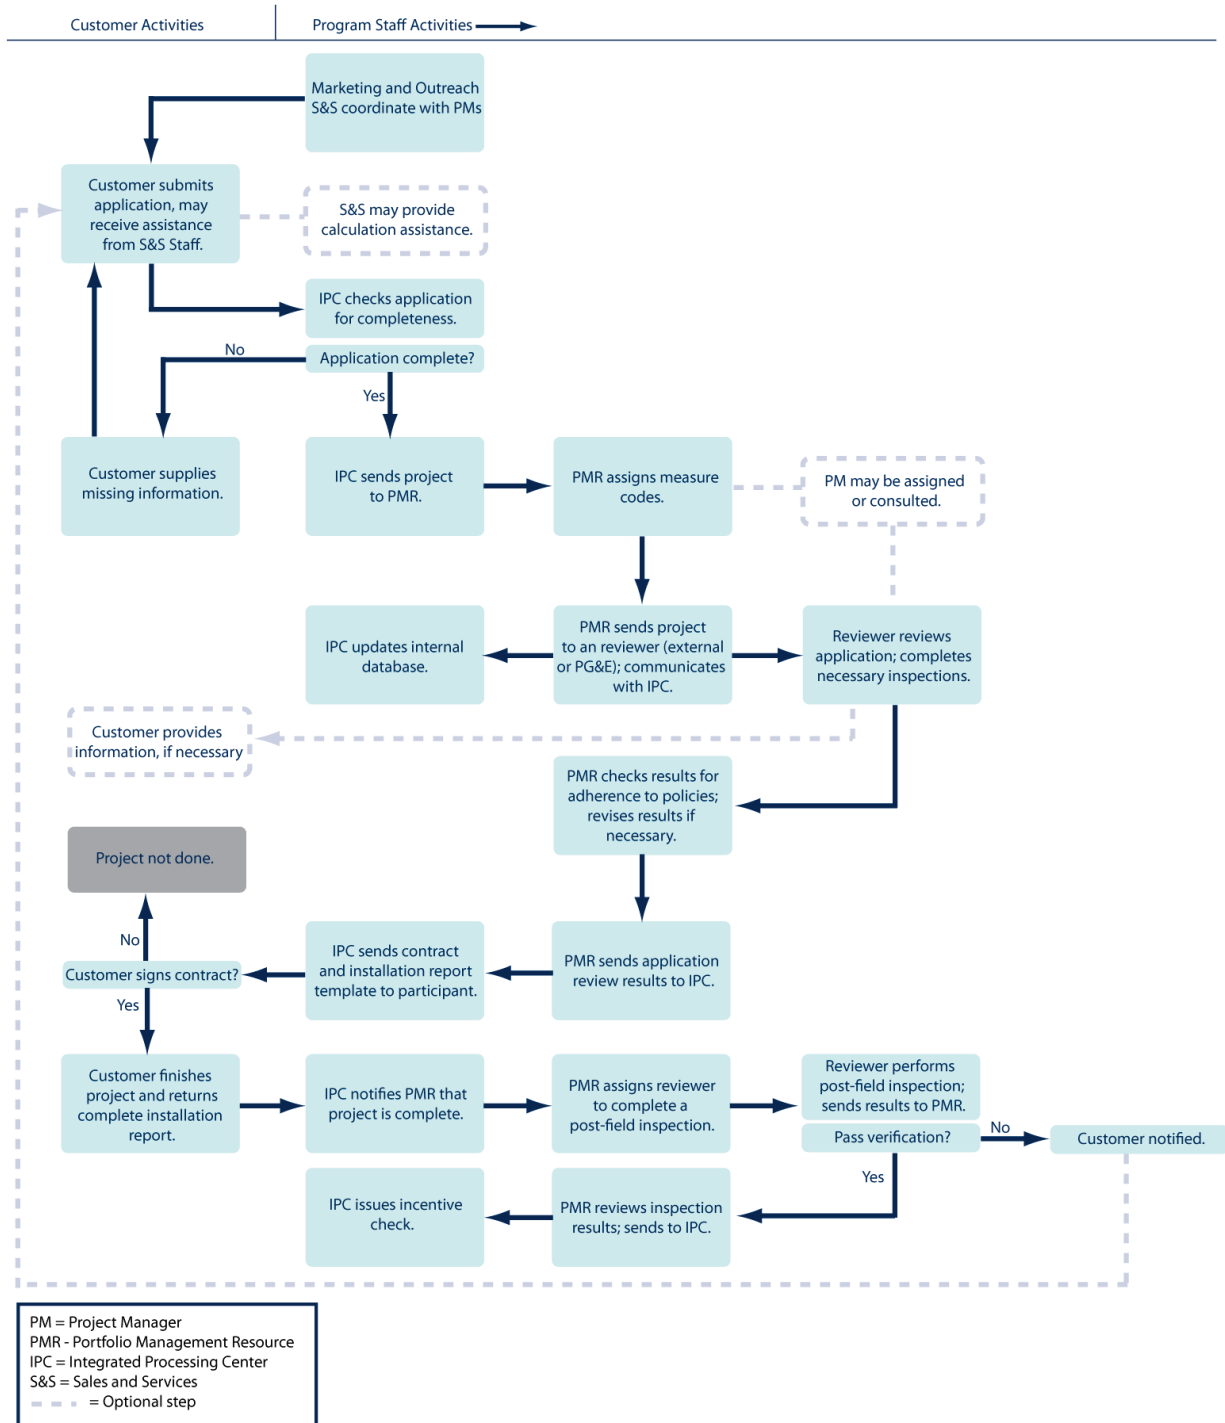 Customer Activities
Program Staff Activities
Marketing and Outreach
S&S coordinate with PMs
Customer submits
application, may
receive assistance
from S&S Staff.
S&S may provide
calculation assistance.
IPC checks application
for completeness.
Application complete?
No
Yes
Customer supplies
missing information.
IPC sends project
to PMR.
PMR assigns measure
codes.
PM may be assigned
or consulted.
IPC updates internal
database.
PMR sends project
to an reviewer (external
or PG&E); communicates
with IPC.
Reviewer reviews
application; completes
necessary inspections.
Customer provides
information, if necessary
PMR checks results for
adherence to policies;
revises results if
necessary.
Project not done.
No
Customer signs contract?
Yes
IPC sends contract
and installation report
template to participant.
PMR sends application
review results to IPC.
Customer finishes
project and returns
complete installation
report.
IPC notifies PMR that
project is complete.
PMR assigns reviewer
to complete a
post-field inspection.
Reviewer performs
post-field inspection;
sends results to PMR.
Pass verification?
No
Customer notified.
Yes
IPC issues incentive
check.
PMR reviews inspection
results; sends to IPC.
PM = Project Manager
PMR - Portfolio Management Resource
IPC = Integrated Processing Center
S&S = Sales and Services
= Optional step